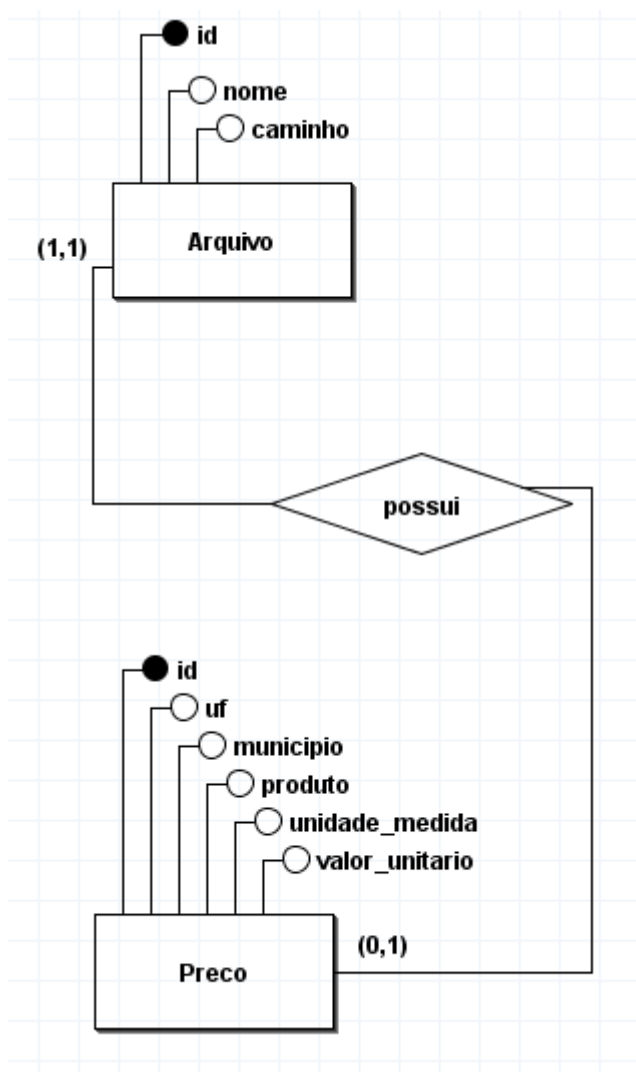 id
nome
caminho
Arquivo
(1,1)
possui
id
uf
municipio
produto
unidade_medida
valor_unitario
(0,1)
Preco